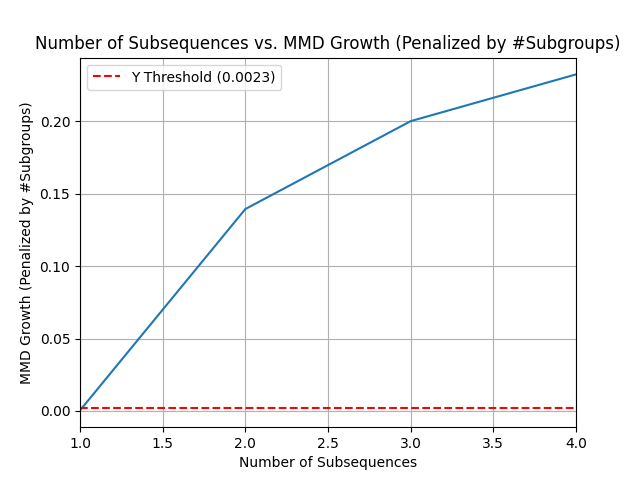 Number of Subsequences vs. MMD Growth (Penalized by #Subgroups)
Y Threshold (0.0023)
MMD Growth (Penalized by #Subgroups)
0.20
0.15
0.10
0.05
0.00
1.0 1.5 2.0 2.5 3.0 3.5 4.0
Number of Subsequences